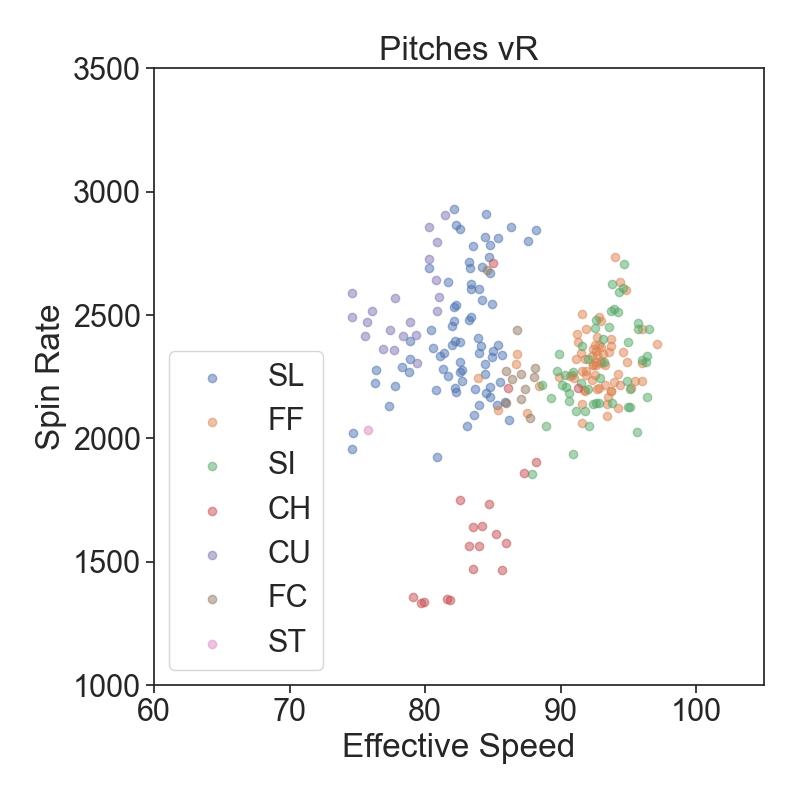 Pitches vR
3500
3000
2500
2000
1500
1000
Spin Rate
SL
FF
SI
CH
CU
FC
ST
60 70 80 90 100
Effective Speed